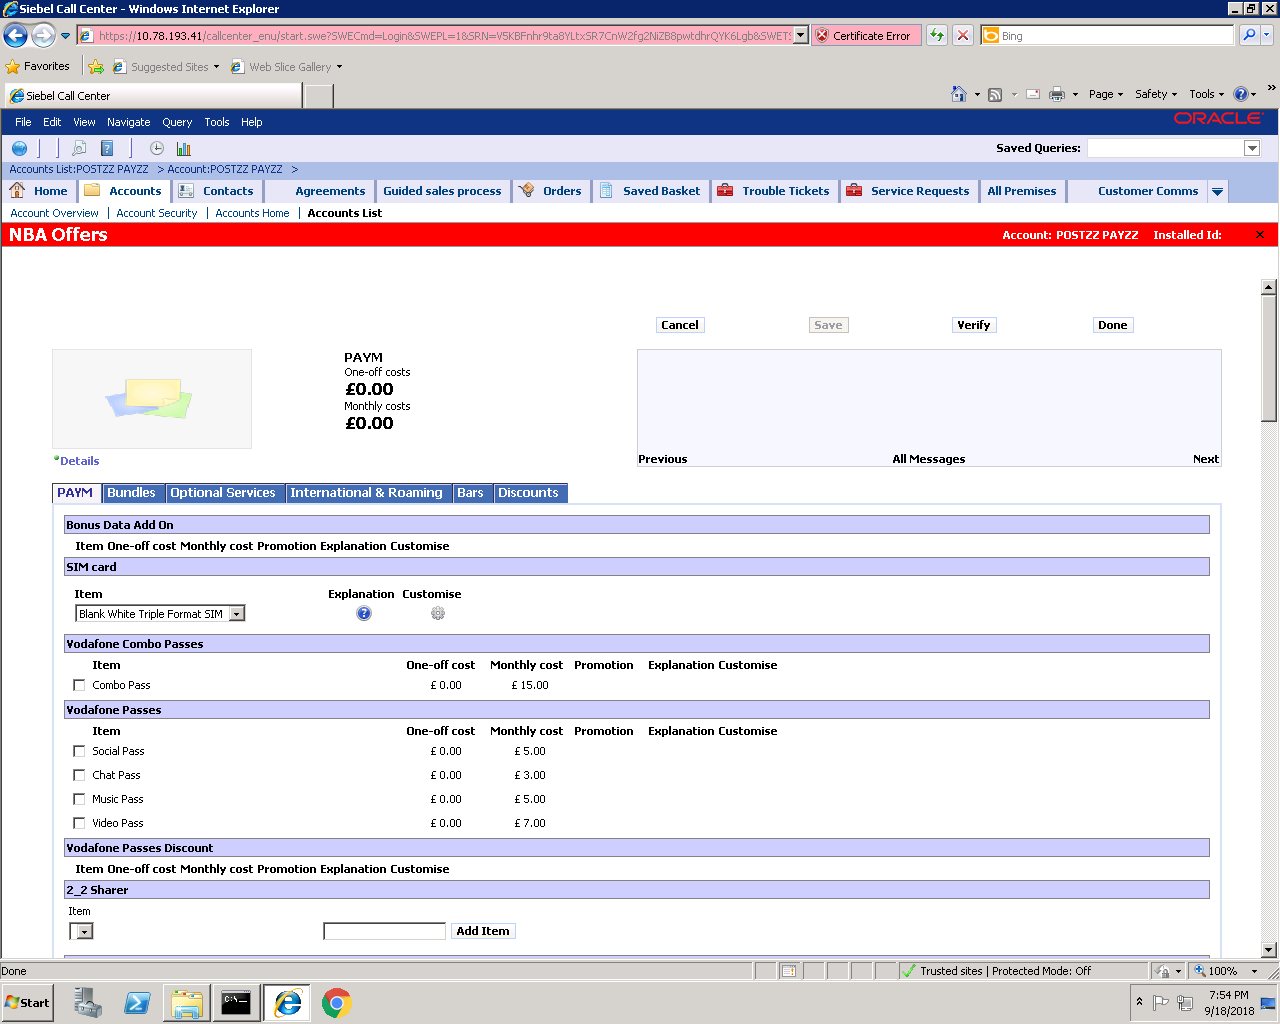 Siebel Call Center - Windows Internet Explorer
https://10.78.193.41/callcenter_enu/start.swe?SWECmd=Login&SWEPL=1&SRN=V5KBFnhr9ta8YLtxSR7CnW2fg2NiZB8pwtdhrQYK6Lgb&SWETS Certificate Error Bing
Favorites Suggested Sites Web Slice Gallery
Siebel Call Center Page Safety Tools »
File Edit View Navigate Query Tools Help ORACLE
Saved Queries:
Accounts List:POSTZZ PAYZZ > Account:POSTZZ PAYZZ >
Home Accounts Contacts Agreements Guided sales process Orders Saved Basket Trouble Tickets Service Requests All Premises Customer Comms
Account Overview | Account Security | Accounts Home | Accounts List
NBA Offers Account: POSTZZ PAYZZ Installed Id: ×
Cancel Save Verify Done
PAYM
One-off costs
£0.00
Monthly costs
£0.00
Previous All Messages Next
Details
PAYM Bundles Optional Services International & Roaming Bars Discounts
Bonus Data Add On
Item One-off cost Monthly cost Promotion Explanation Customise
SIM card
Item Explanation Customise
Blank White Triple Format SIM
Vodafone Combo Passes
Item One-off cost Monthly cost Promotion Explanation Customise
Combo Pass £ 0.00 £ 15.00
Vodafone Passes
Item One-off cost Monthly cost Promotion Explanation Customise
Social Pass £ 0.00 £ 5.00
Chat Pass £ 0.00 £ 3.00
Music Pass £ 0.00 £ 5.00
Video Pass £ 0.00 £ 7.00
Vodafone Passes Discount
Item One-off cost Monthly cost Promotion Explanation Customise
2_2 Sharer
Item
Add Item
Done Trusted sites | Protected Mode: Off 100%
Start C:\. 7:54 PM
9/18/2018